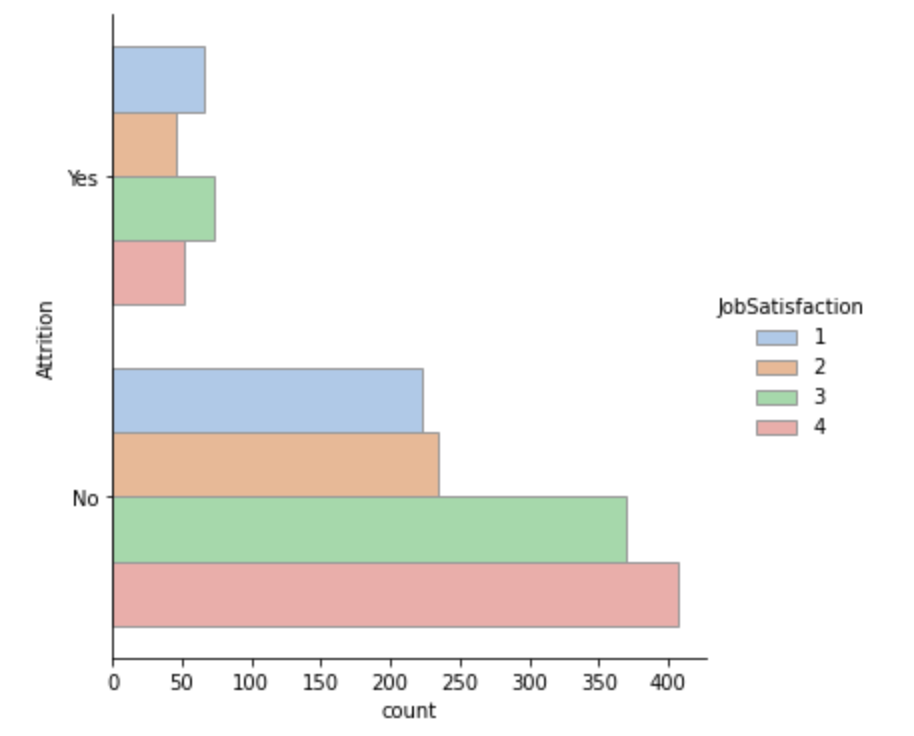 Yes
No
Attrition
0 50 100 150 200 250 300 350 400
count
JobSatisfaction
1
2
3
4